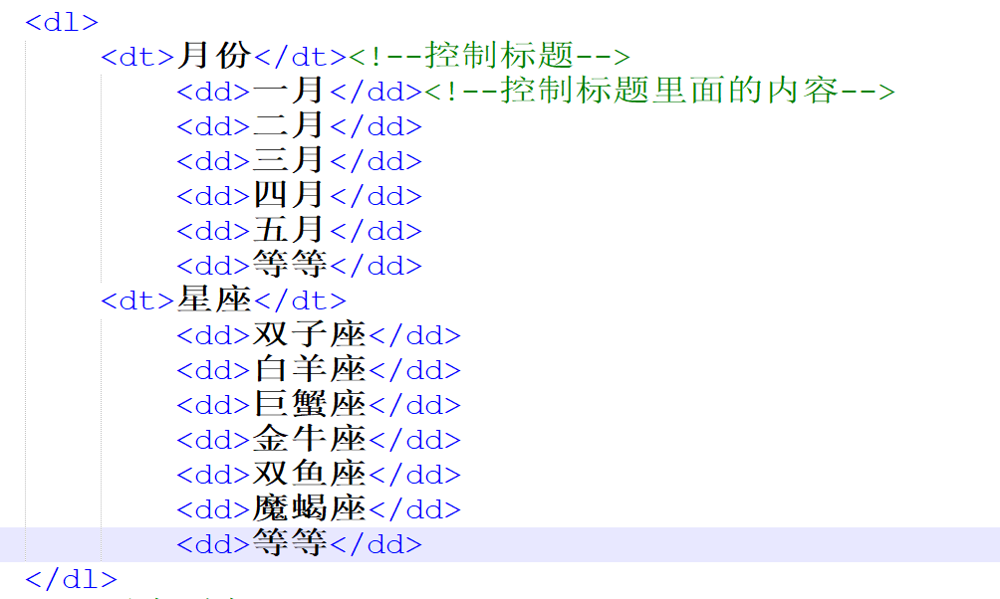 <dl>
<dt>月份</dt><!--控制标题-->
<dd>一月</dd><!--控制标题里面的内容-->
<dd>二月</dd>
<dd>三月</dd>
<dd>四月</dd>
<dd>五月</dd>
<dd>等等</dd>
<dt>星座</dt>
<dd>双子座</dd>
<dd>白羊座</dd>
<dd>巨蟹座</dd>
<dd>金牛座</dd>
<dd>双鱼座</dd>
<dd>魔蝎座</dd>
<dd>等等</dd>
</dl>